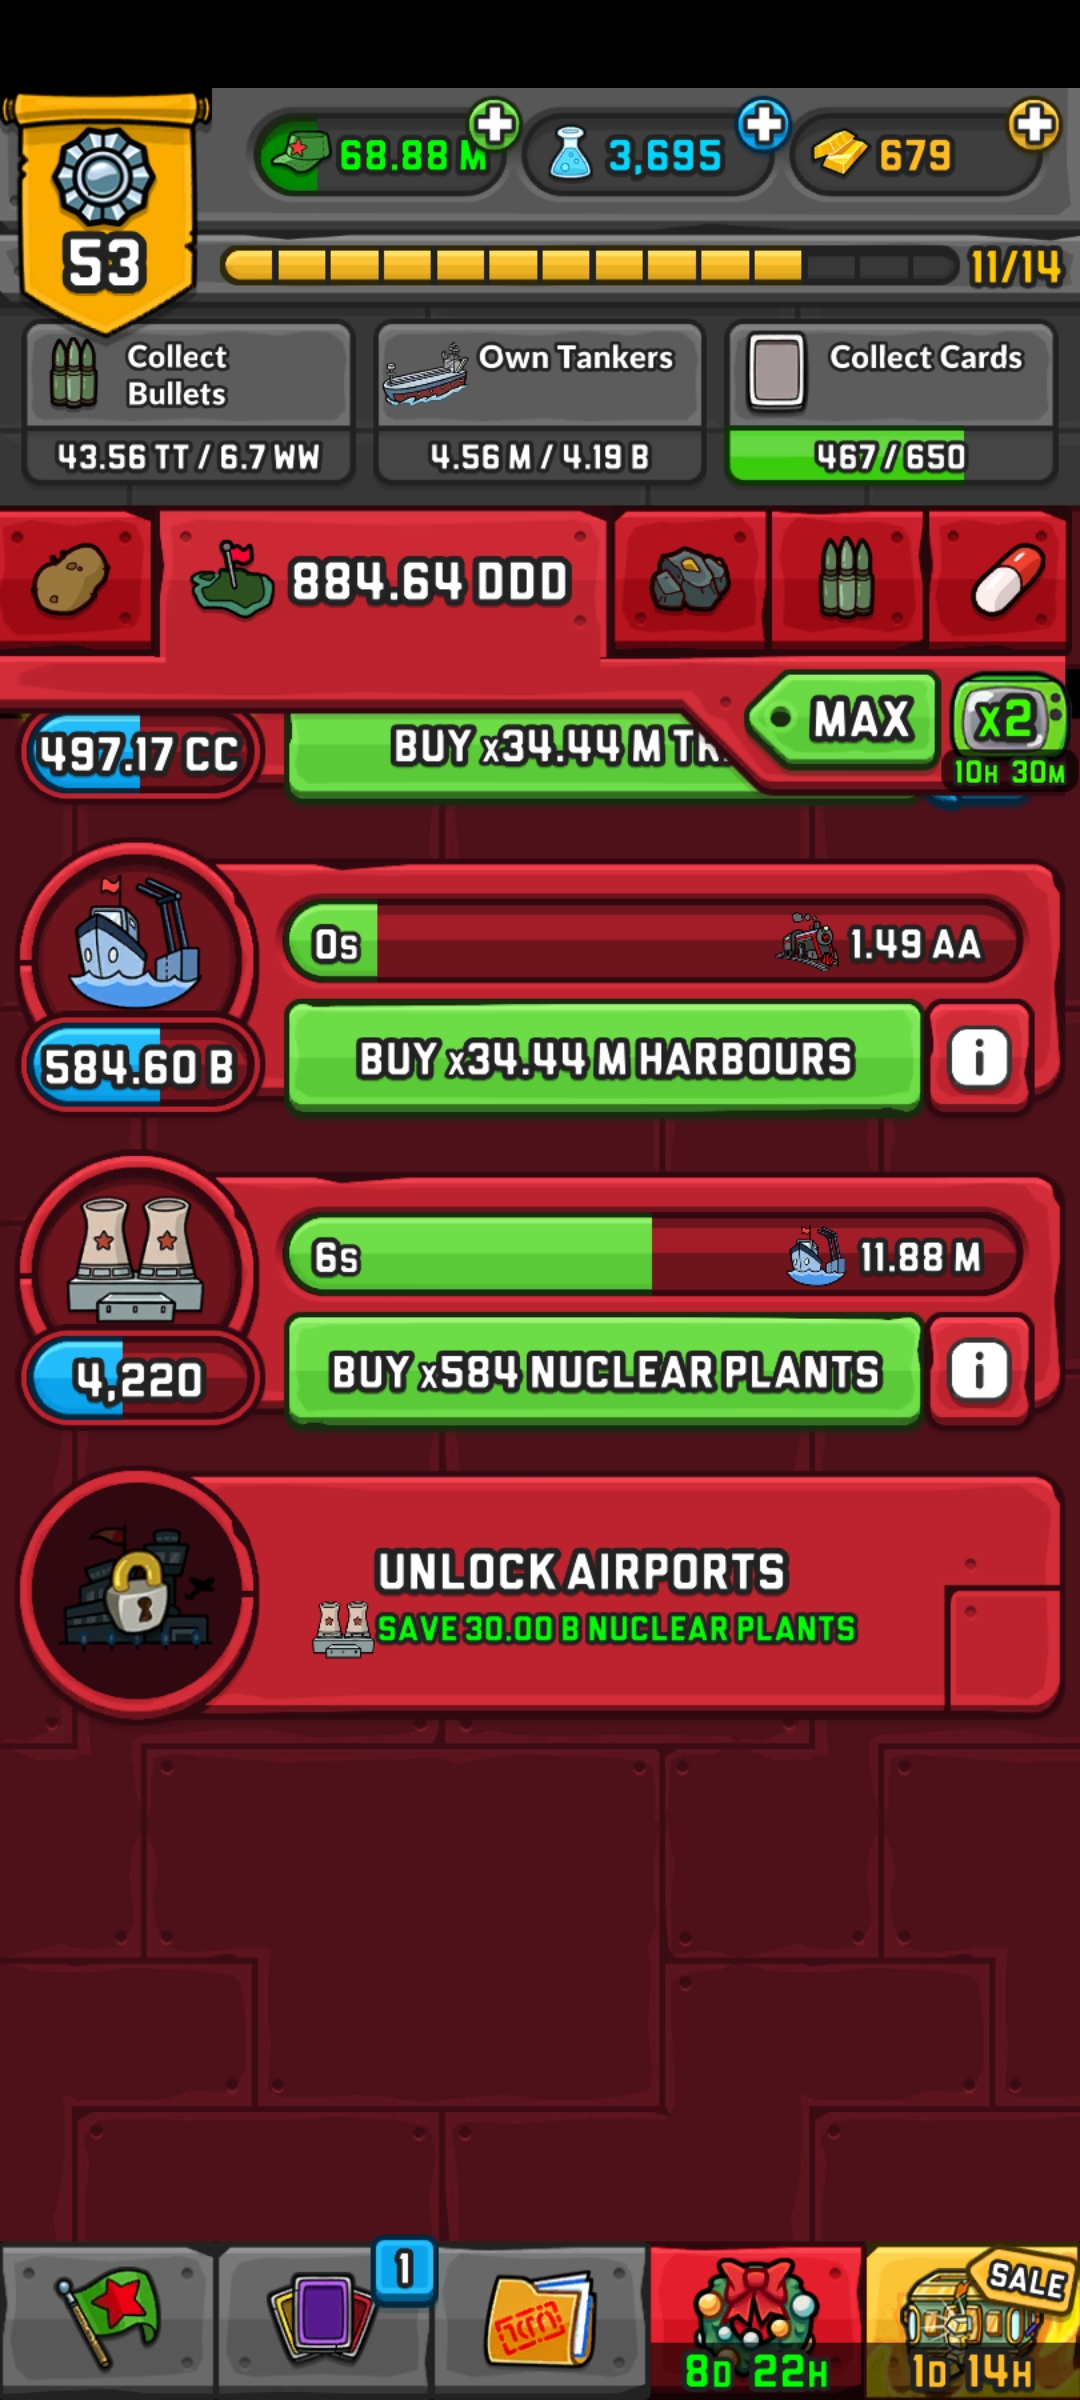 68.88 M
3,695
679
53
11/14
Collect
Bullets
43.56 TT / 6.7 WW
Own Tankers
4.56 M / 4.19 B
Collect Cards
467 / 650
884.64 DDD
MAX
x2
10H 30M
497.17 CC
BUY x34.44 M TR
0s
1.49 AA
584.60 B
BUY x34.44 M HARBOURS
i
6s
11.88 M
4,220
BUY x584 NUCLEAR PLANTS
i
UNLOCK AIRPORTS
SAVE 30.00 B NUCLEAR PLANTS
1
8D 22H
SALE
1D 14H